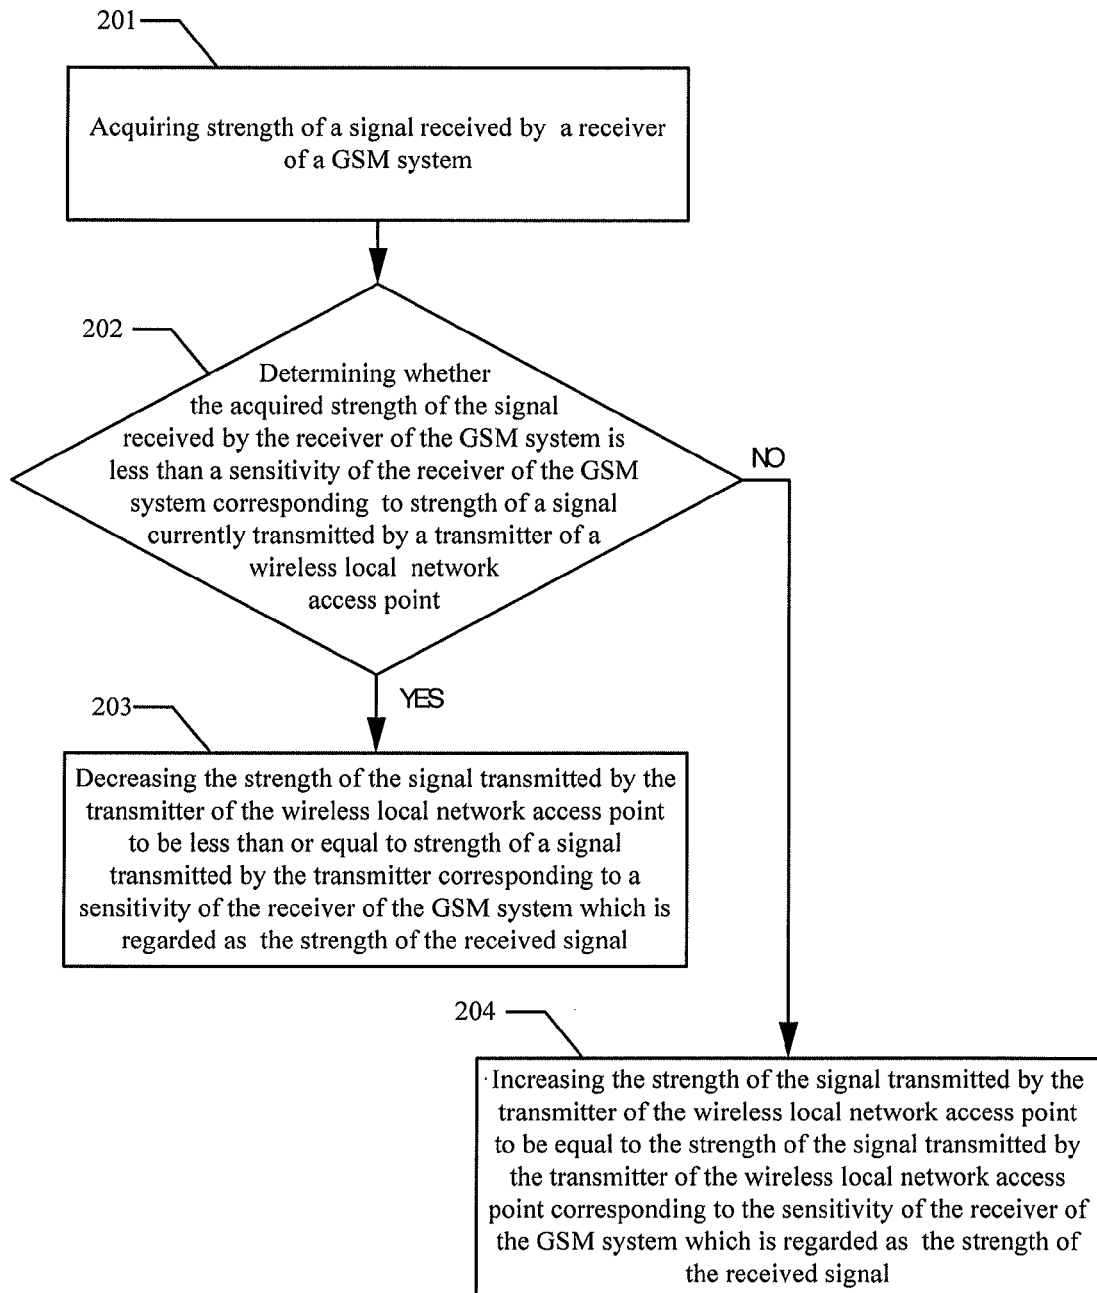 201
Acquiring strength of a signal received by a receiver
of a GSM system
202
Determining whether
the acquired strength of the signal
received by the receiver of the GSM system is
less than a sensitivity of the receiver of the GSM
system corresponding to strength of a signal
currently transmitted by a transmitter of a
wireless local network
access point
NO
YES
203
Decreasing the strength of the signal transmitted by the
transmitter of the wireless local network access point
to be less than or equal to strength of a signal
transmitted by the transmitter corresponding to a
sensitivity of the receiver of the GSM system which is
regarded as the strength of the received signal
204
Increasing the strength of the signal transmitted by the
transmitter of the wireless local network access point
to be equal to the strength of the signal transmitted by
the transmitter of the wireless local network access
point corresponding to the sensitivity of the receiver of
the GSM system which is regarded as the strength of
the received signal